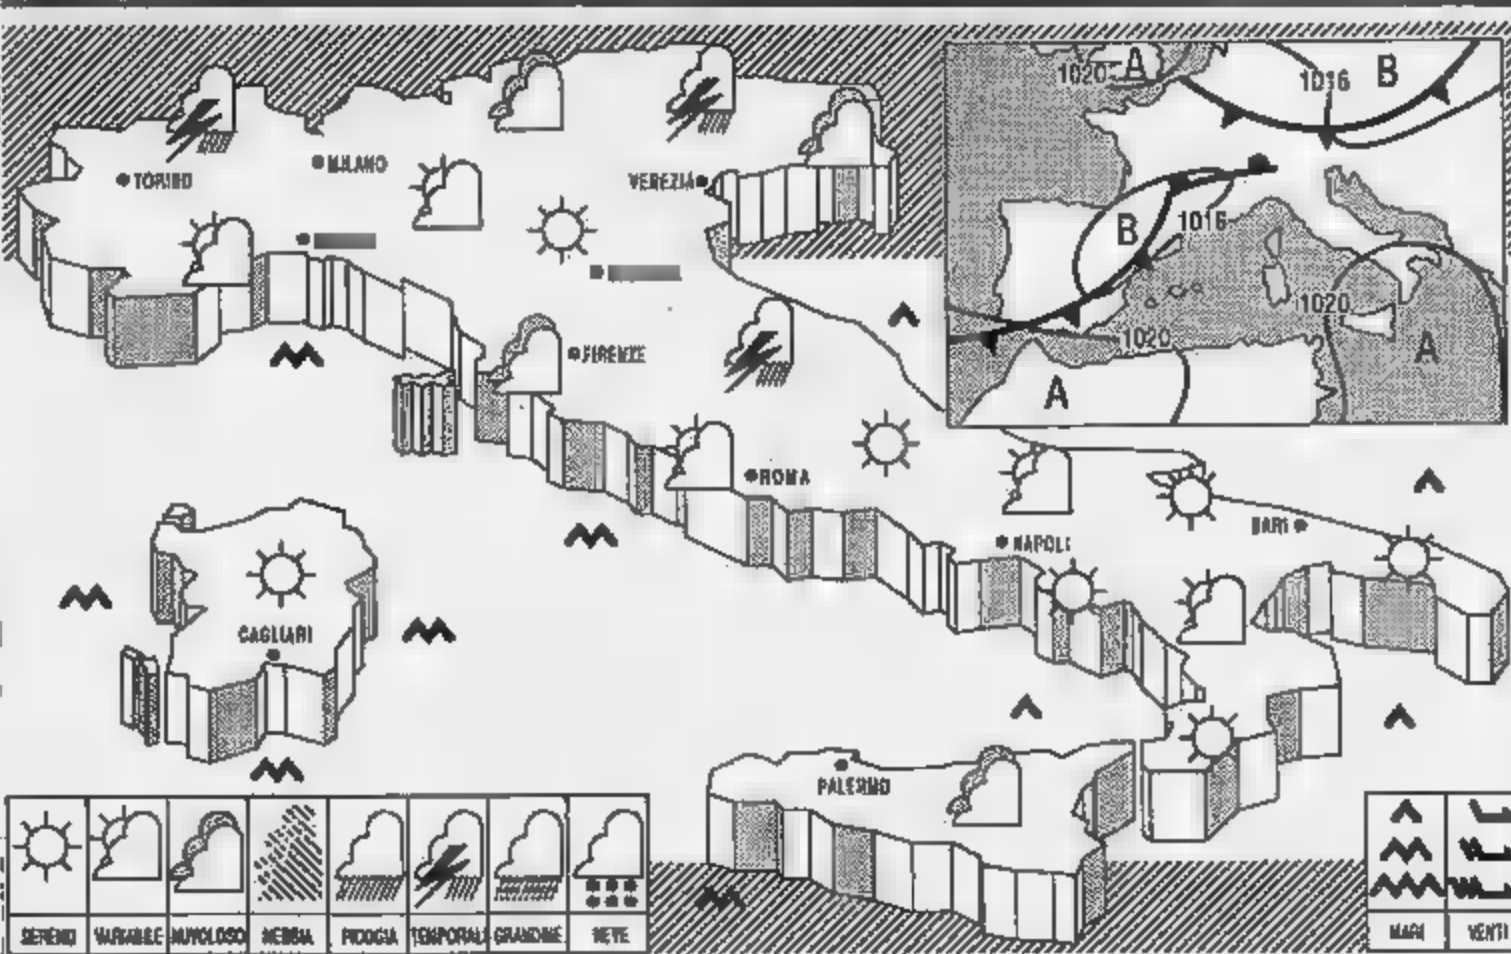 1020 A
1016 B
TORINO
MILANO
VENEZIA
B 1016
1020
1020
A
A
FIRENZE
ROMA
NAPOLI
BARI
CAGLIARI
PALERMO
SERENO VARIABILE NUVOLOSO NEBBIA PIOGGIA TEMPORALI GRANDINE NEVE
MARI VENTI